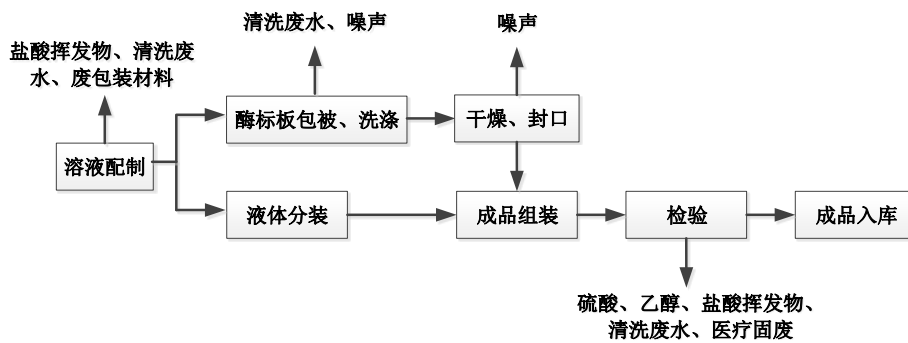 清洗废水、噪声
噪声
盐酸挥发物、清洗废
水、废包装材料
酶标板包被、洗涤
干燥、封口
溶液配制
液体分装
成品组装
检验
成品入库
硫酸、乙醇、盐酸挥发物、
清洗废水、医疗固废